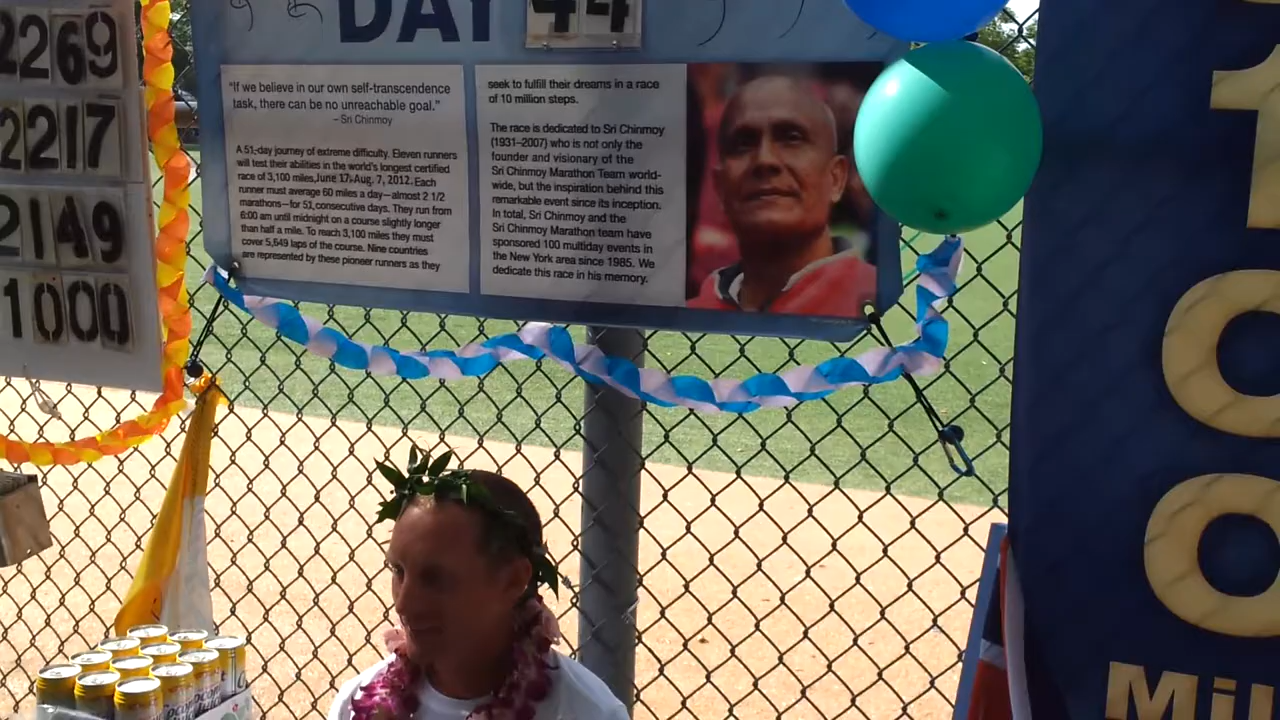 2269
2217
2149
1000
DAY 44
"If we believe in our own self-transcendence
task, there can be no unreachable goal."
– Sri Chinmoy
A 51-day journey of extreme difficulty. Eleven runners
will test their abilities in the world's longest certified
race of 3,100 miles, June 17-Aug. 7, 2012. Each
runner must average 60 miles a day—almost 2 1/2
marathons—for 51 consecutive days. They run from
6:00 am until midnight on a course slightly longer
than half a mile. To reach 3,100 miles they must
cover 5,649 laps of the course. Nine countries
are represented by these pioneer runners as they
seek to fulfill their dreams in a race
of 10 million steps.
The race is dedicated to Sri Chinmoy
(1931–2007) who is not only the
founder and visionary of the
Sri Chinmoy Marathon Team world-
wide, but the inspiration behind this
remarkable event since its inception.
In total, Sri Chinmoy and the
Sri Chinmoy Marathon team have
sponsored 100 multiday events in
the New York area since 1985. We
dedicate this race in his memory.
1
0
0
Mil